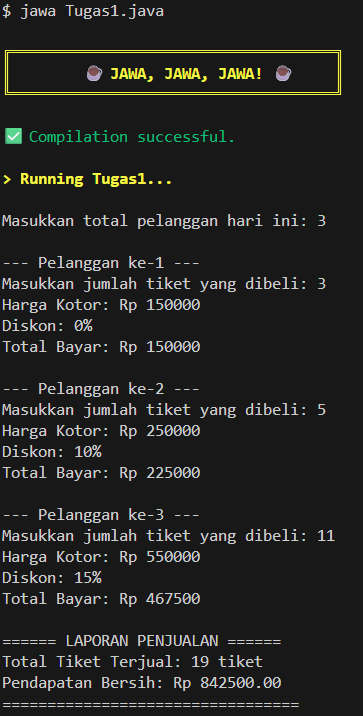 $ jawa Tugas1.java
☕ JAWA, JAWA, JAWA! ☕
✅ Compilation successful.
> Running Tugas1...
Masukkan total pelanggan hari ini: 3
--- Pelanggan ke-1 ---
Masukkan jumlah tiket yang dibeli: 3
Harga Kotor: Rp 150000
Diskon: 0%
Total Bayar: Rp 150000
--- Pelanggan ke-2 ---
Masukkan jumlah tiket yang dibeli: 5
Harga Kotor: Rp 250000
Diskon: 10%
Total Bayar: Rp 225000
--- Pelanggan ke-3 ---
Masukkan jumlah tiket yang dibeli: 11
Harga Kotor: Rp 550000
Diskon: 15%
Total Bayar: Rp 467500
====== LAPORAN PENJUALAN ======
Total Tiket Terjual: 19 tiket
Pendapatan Bersih: Rp 842500.00
=================================